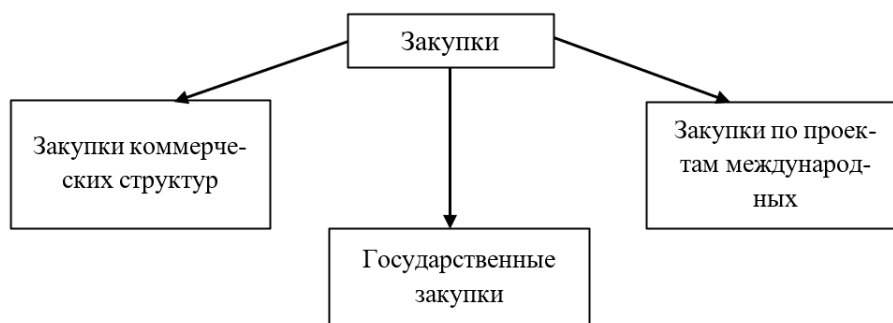 Закупки
Закупки коммерче-
ских структур
Закупки по проек-
там международ-
ных
Государственные
закупки